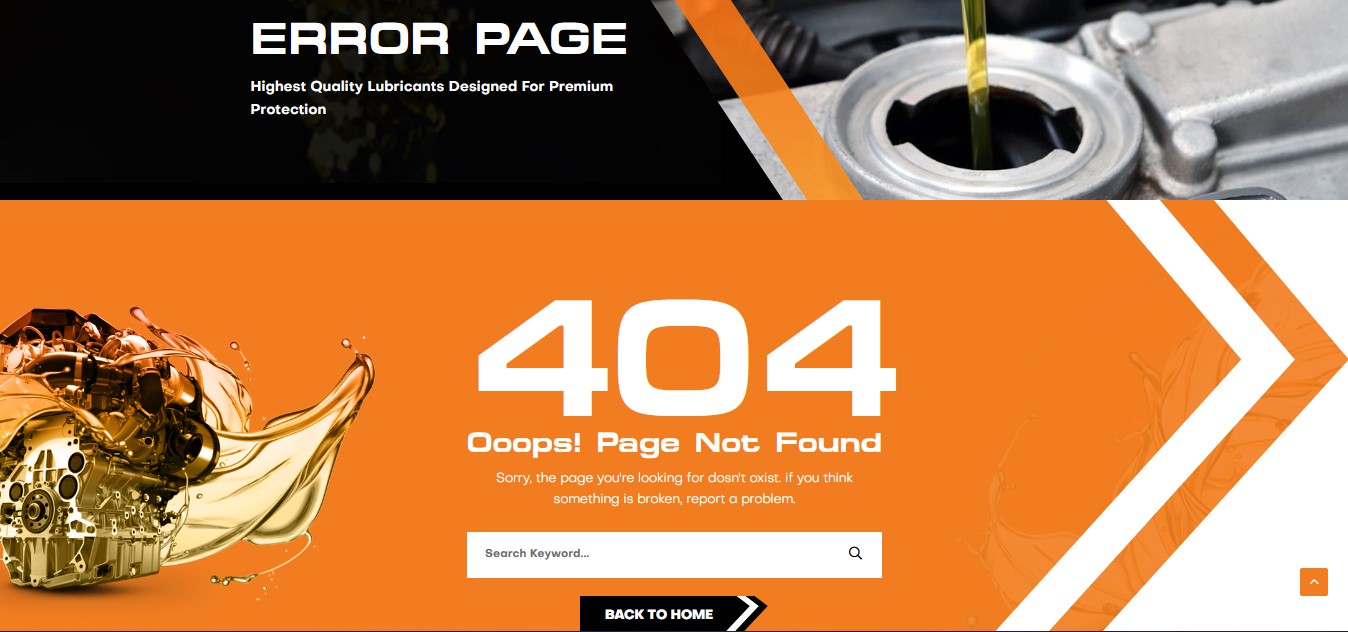 ERROR PAGE
Highest Quality Lubricants Designed For Premium
Protection
404
Ooops! Page Not Found
Sorry, the page you're looking for dosn't oxist. if you think
something is broken, report a problem.
Search Keyword...
BACK TO HOME